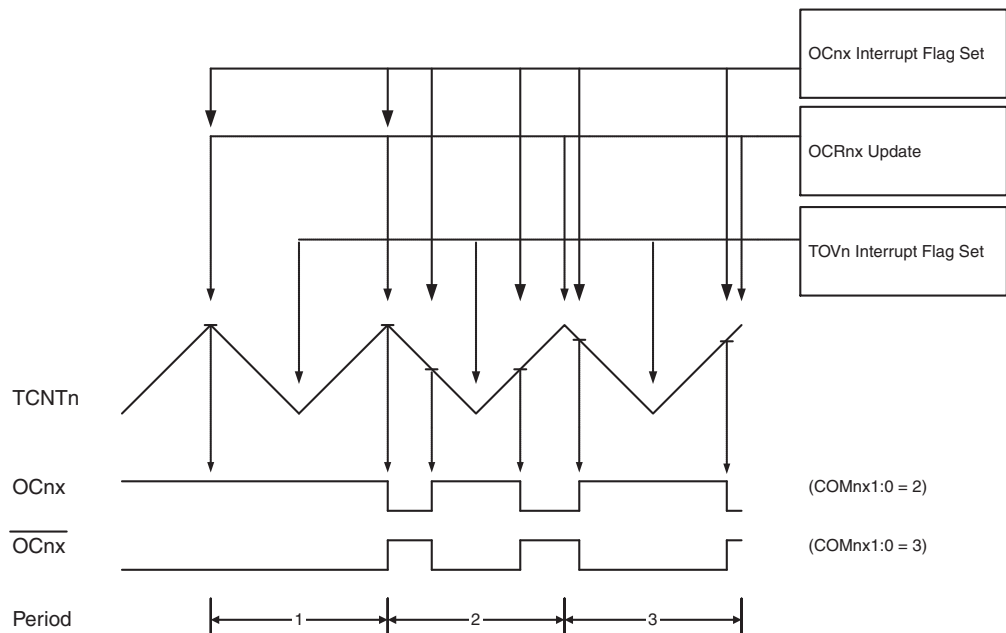 OCnx Interrupt Flag Set
OCRnx Update
TOVn Interrupt Flag Set
TCNTn
OCnx
(COMnx1:0 = 2)
OCnx
(COMnx1:0 = 3)
Period
1
2
3